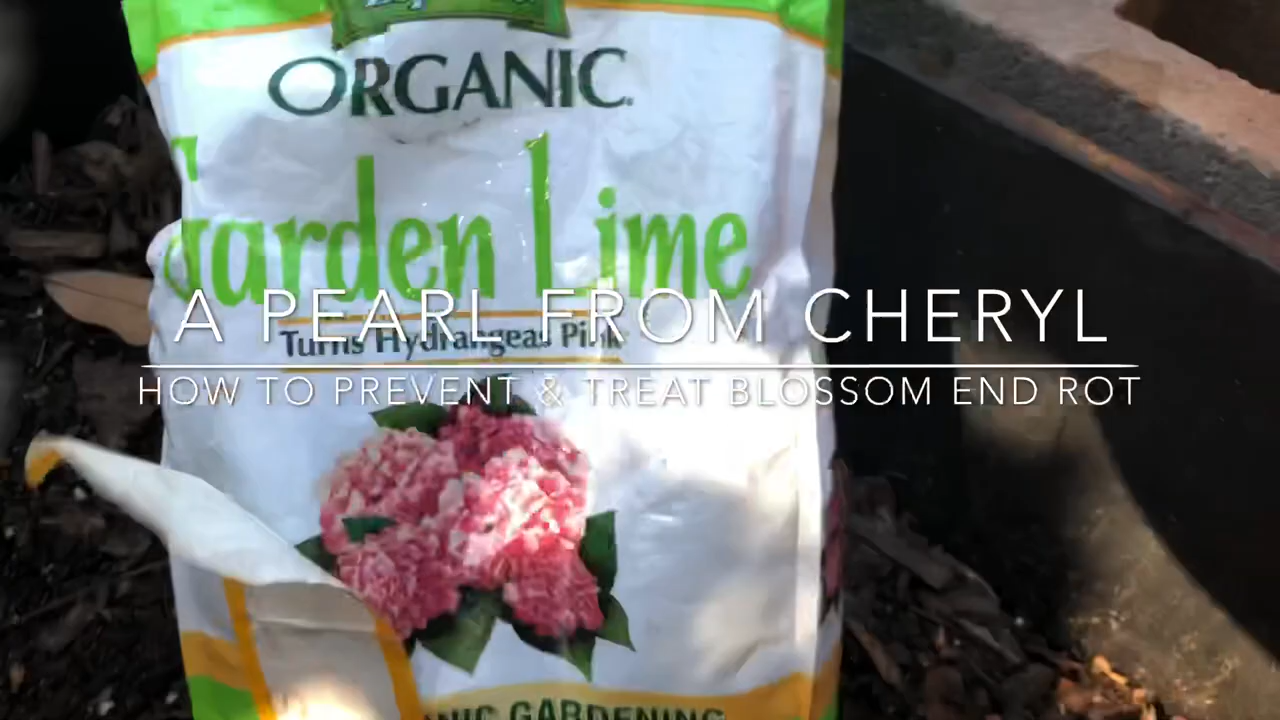 ORGANIC
Garden Lime
A PEARL FROM CHERYL
Turns Hydrangeas Pink
HOW TO PREVENT & TREAT BLOSSOM END ROT
GARDENING